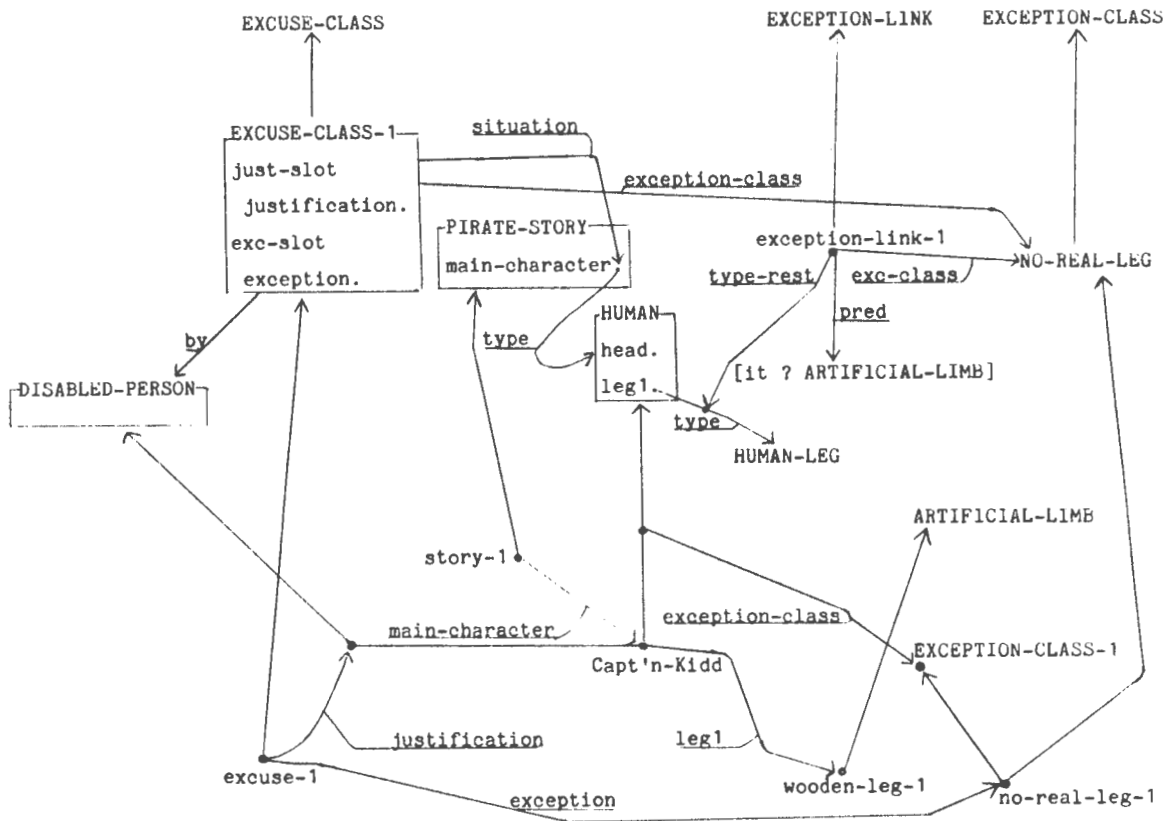 EXCUSE-CLASS
EXCEPTION-LINK
EXCEPTION-CLASS
EXCUSE-CLASS-1
situation
just-slot
exception-class
justification.
PIRATE-STORY
exception-link-1
exc-slot
main-character
NO-REAL-LEG
type-rest
exc-class
exception.
HUMAN
pred
by
type
head.
[it ? ARTIFICIAL-LIMB]
DISABLED-PERSON
leg1.
type
HUMAN-LEG
ARTIFICIAL-LIMB
story-1
main-character
exception-class
EXCEPTION-CLASS-1
Capt'n-Kidd
justification
leg1
excuse-1
wooden-leg-1
exception
no-real-leg-1